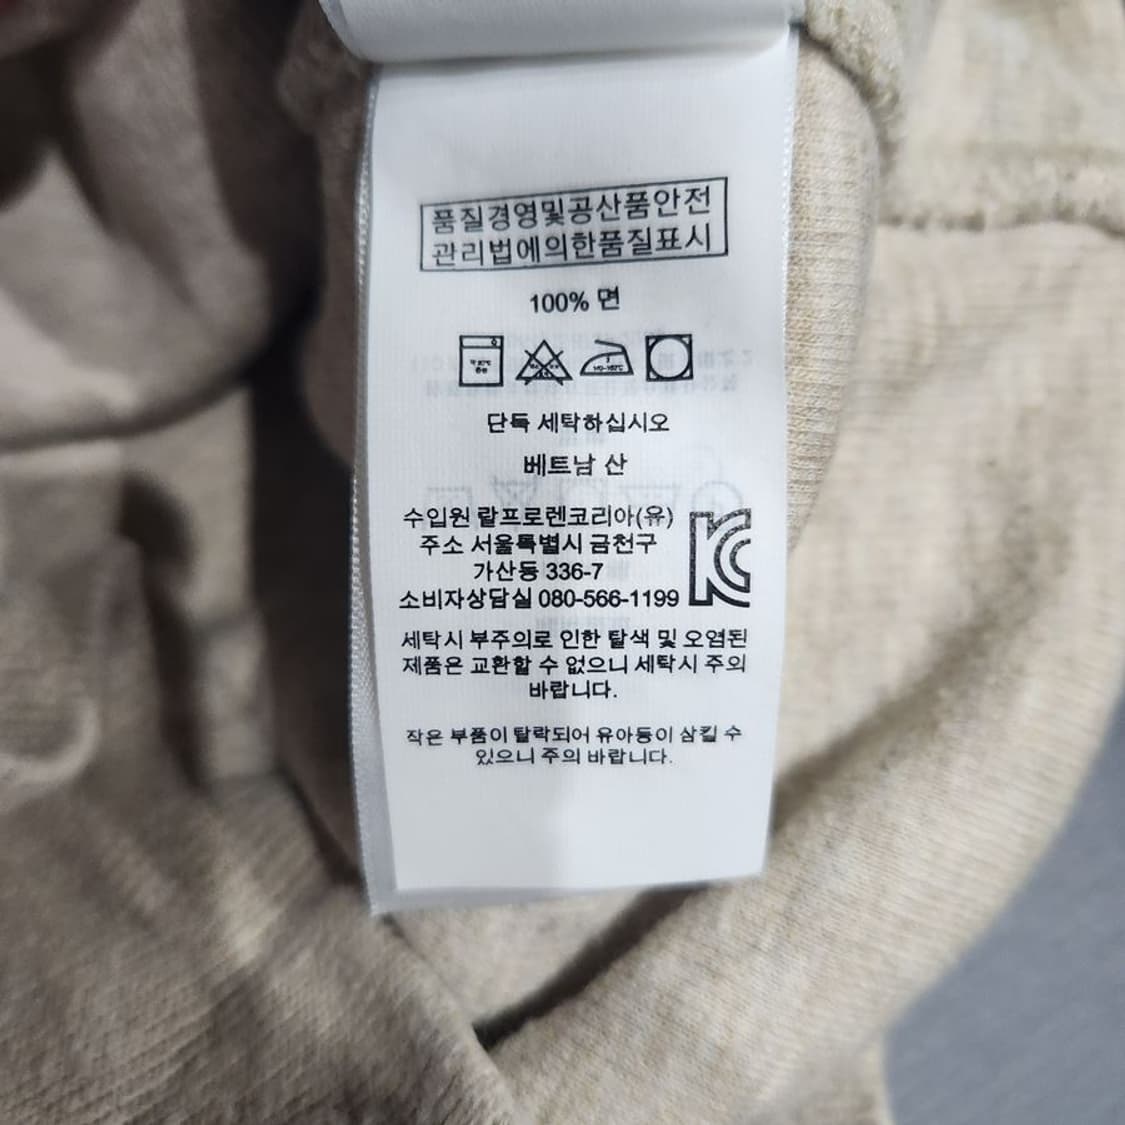 품질경영및공산품안전
관리법에의한품질표시
100% 면
단독 세탁하십시오
베트남 산
수입원 랄프로렌코리아(유)
주소 서울특별시 금천구
가산동 336-7
소비자상담실 080-566-1199
세탁시 부주의로 인한 탈색 및 오염된
제품은 교환할 수 없으니 세탁시 주의
바랍니다.
작은 부품이 탈락되어 유아등이 삼킬 수
있으니 주의 바랍니다.